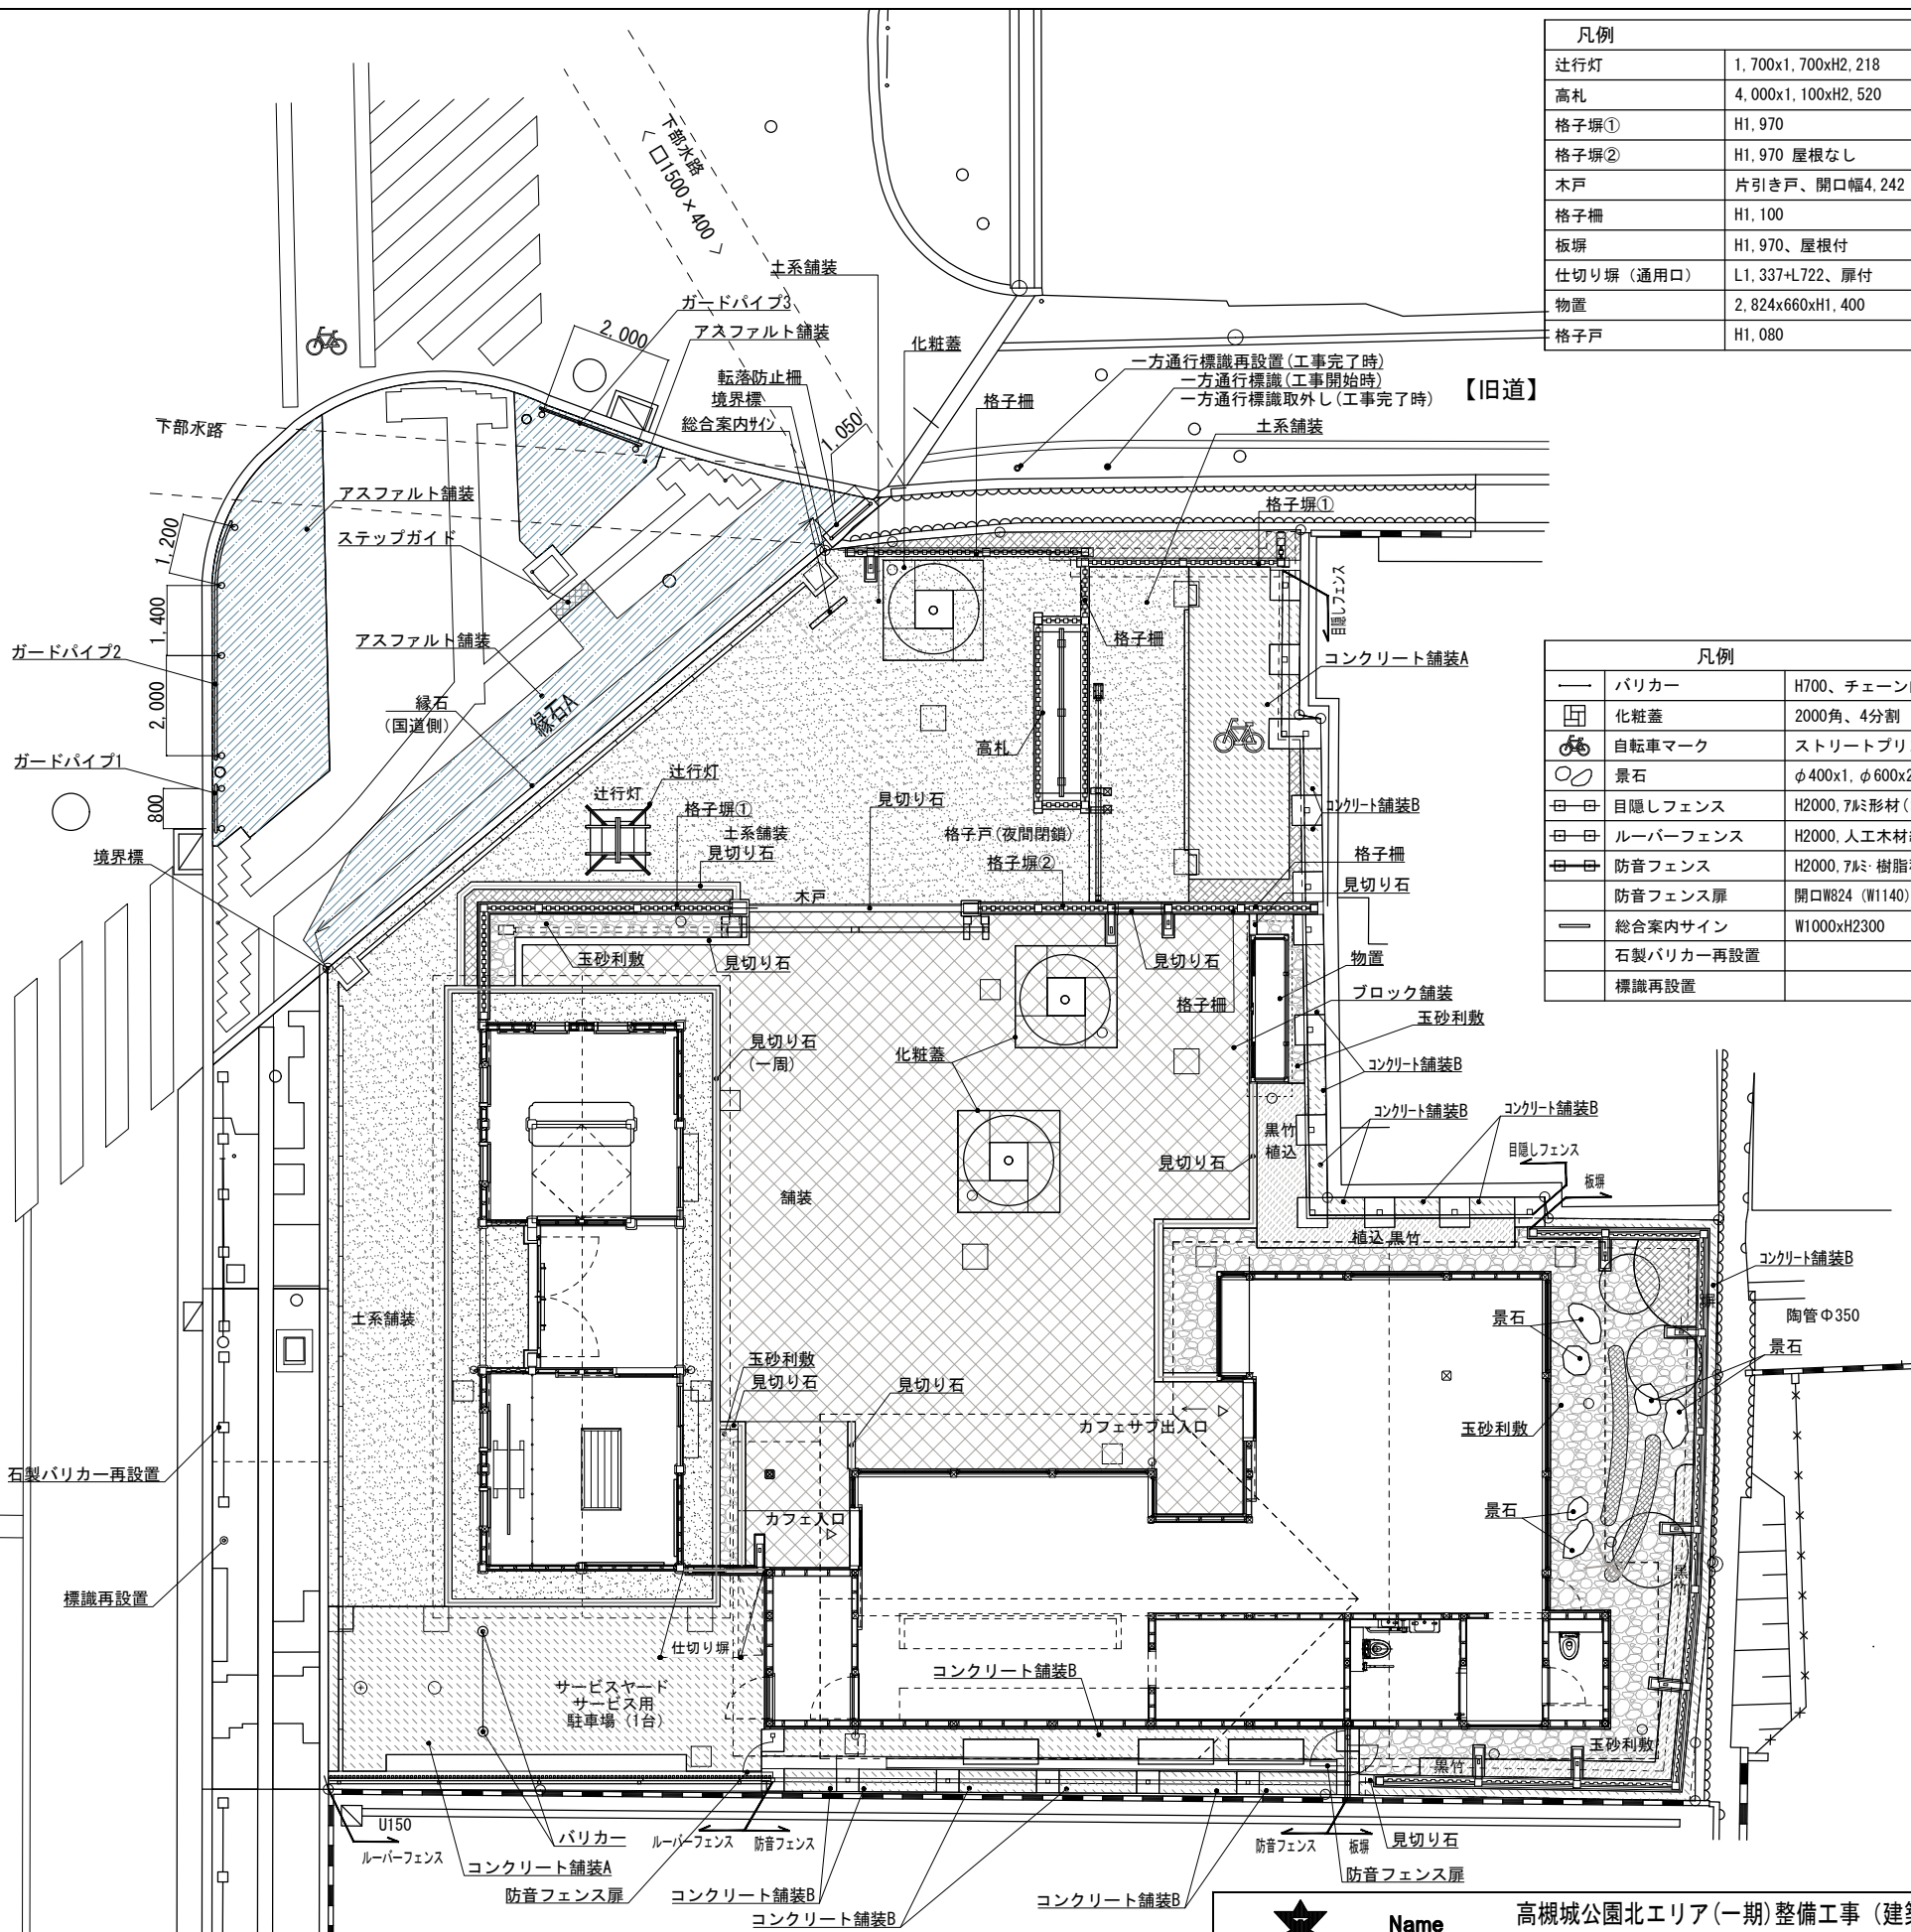 凡例
辻行灯 1,700x1,700xH2,218
高札 4,000x1,100xH2,520
格子塀① H1,970
格子塀② H1,970 屋根なし
木戸 片引き戸、開口幅4,242
格子柵 H1,100
板塀 H1,970、屋根付
仕切り塀（通用口） L1,337+L722、扉付
物置 2,824x660xH1,400
格子戸 H1,080
下部水路
＜ □1500×400 ＞
土系舗装
ガードパイプ3
2,000
アスファルト舗装
化粧蓋
転落防止柵
境界標
総合案内サイン
1,050
一方通行標識再設置(工事完了時)
一方通行標識(工事開始時)
一方通行標識取外し(工事完了時)
【旧道】
格子柵
土系舗装
下部水路
アスファルト舗装
ステップガイド
1,200
1,400
2,000
800
格子塀①
目隠しフェンス
アスファルト舗装
ガードパイプ2
縁石
(国道側)
縁石A
ガードパイプ1
格子柵
コンクリート舗装A
高札
辻行灯
辻行灯
格子塀①
見切り石
土系舗装
見切り石
格子戸(夜間閉鎖)
格子塀②
コンクリート舗装B
格子柵
見切り石
境界標
木戸
玉砂利敷
見切り石
見切り石
物置
格子柵
ブロック舗装
玉砂利敷
見切り石
(一周)
化粧蓋
コンクリート舗装B
コンクリート舗装B
コンクリート舗装B
黒竹
植込
見切り石
目隠しフェンス
板塀
舗装
植込 黒竹
コンクリート舗装B
塀
陶管Φ350
景石
景石
土系舗装
玉砂利敷
見切り石
見切り石
カフェサブ出入口
玉砂利敷
石製バリカー再設置
カフェ入口
景石
標識再設置
黒竹
仕切り塀
サービスヤード
サービス用
駐車場（1台）
コンクリート舗装B
玉砂利敷
黒竹
U150
ルーバーフェンス
バリカー
ルーバーフェンス
防音フェンス
防音フェンス
板塀
見切り石
コンクリート舗装A
防音フェンス扉
防音フェンス扉
コンクリート舗装B
コンクリート舗装B
コンクリート舗装B
凡例
バリカー H700、チェーン
化粧蓋 2000角、4分割
自転車マーク ストリートプリ
景石 φ400x1,φ600x2
目隠しフェンス H2000,アルミ形材(
ルーバーフェンス H2000,人工木材
防音フェンス H2000,アルミ･樹脂
防音フェンス扉 開口W824 (W1140)
総合案内サイン W1000xH2300
石製バリカー再設置
標識再設置
Name 高槻城公園北エリア(一期)整備工事（建築